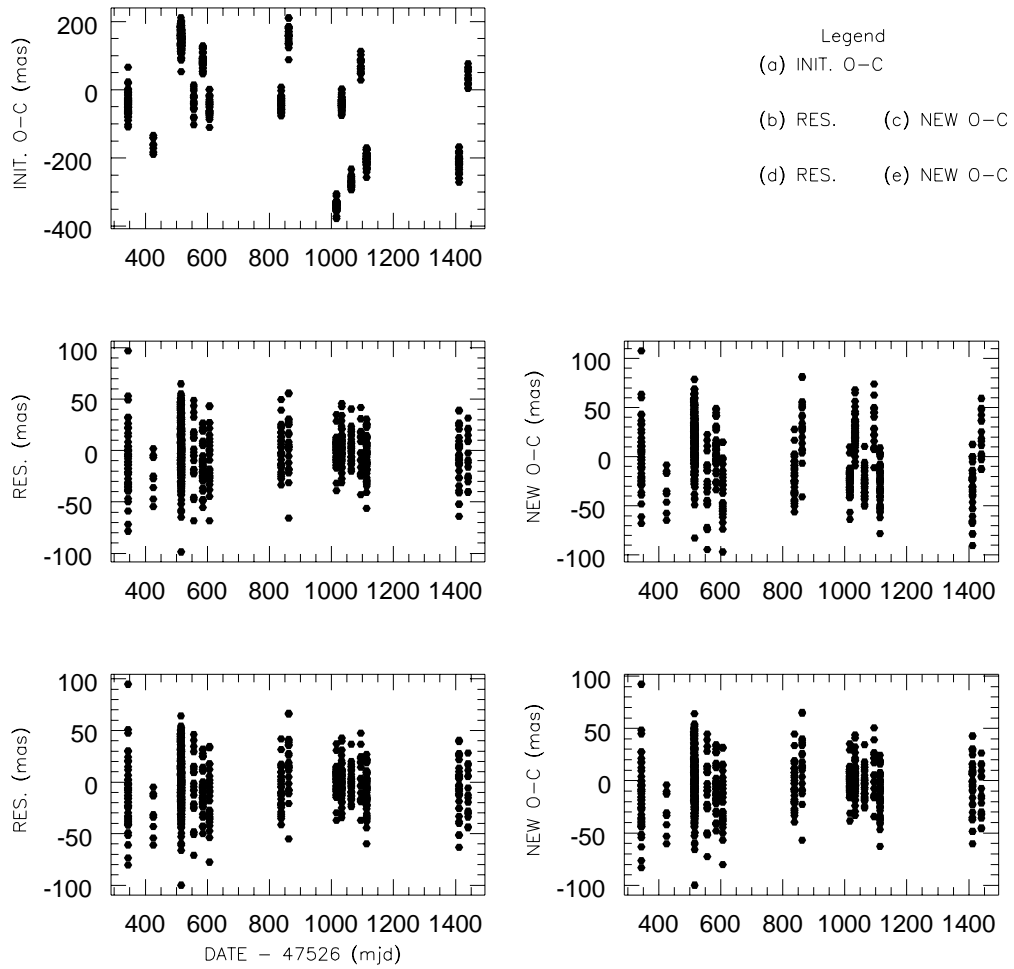 200
0
-200
-400
INIT. O-C (mas)
400 600 800 1000 1200 1400
Legend
(a) INIT. O-C
(b) RES. (c) NEW O-C
(d) RES. (e) NEW O-C
100
50
0
-50
-100
RES. (mas)
400 600 800 1000 1200 1400
100
50
0
-50
-100
NEW O-C (mas)
400 600 800 1000 1200 1400
100
50
0
-50
-100
RES. (mas)
400 600 800 1000 1200 1400
DATE - 47526 (mjd)
100
50
0
-50
-100
NEW O-C (mas)
400 600 800 1000 1200 1400